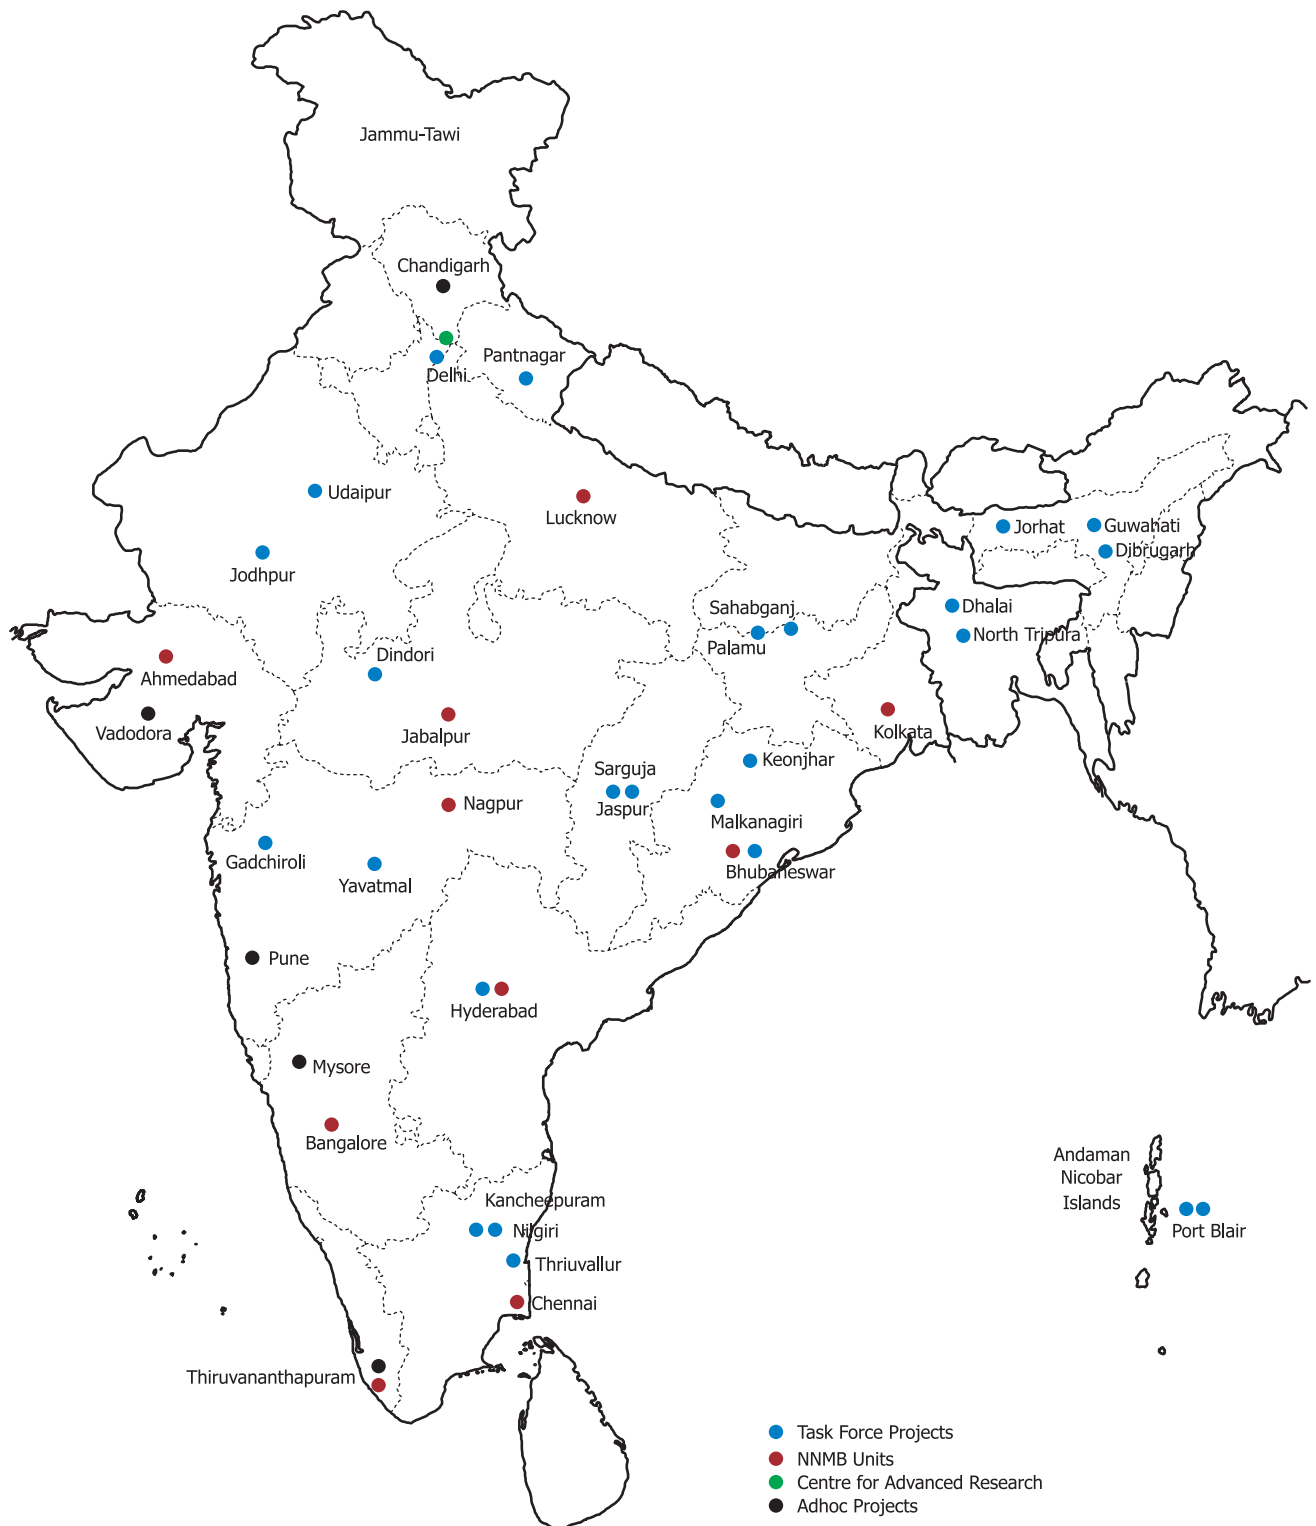 Jammu-Tawi
Chandigarh
Delhi
Pantnagar
Udaipur
Lucknow
Jorhat
Guwahati
Dibrugarh
Jodhpur
Sahabganj
Palamu
Dhalai
North Tripura
Dindori
Ahmedabad
Vadodora
Jabalpur
Kolkata
Sarguja
Jaspur
Keonjhar
Nagpur
Malkanagiri
Gadchiroli
Yavatmal
Bhubaneswar
Pune
Hyderabad
Mysore
Bangalore
Andaman
Nicobar
Islands
Port Blair
Kancheepuram
Nilgiri
Thriuvallur
Chennai
Thiruvananthapuram
Task Force Projects
NNMB Units
Centre for Advanced Research
Adhoc Projects